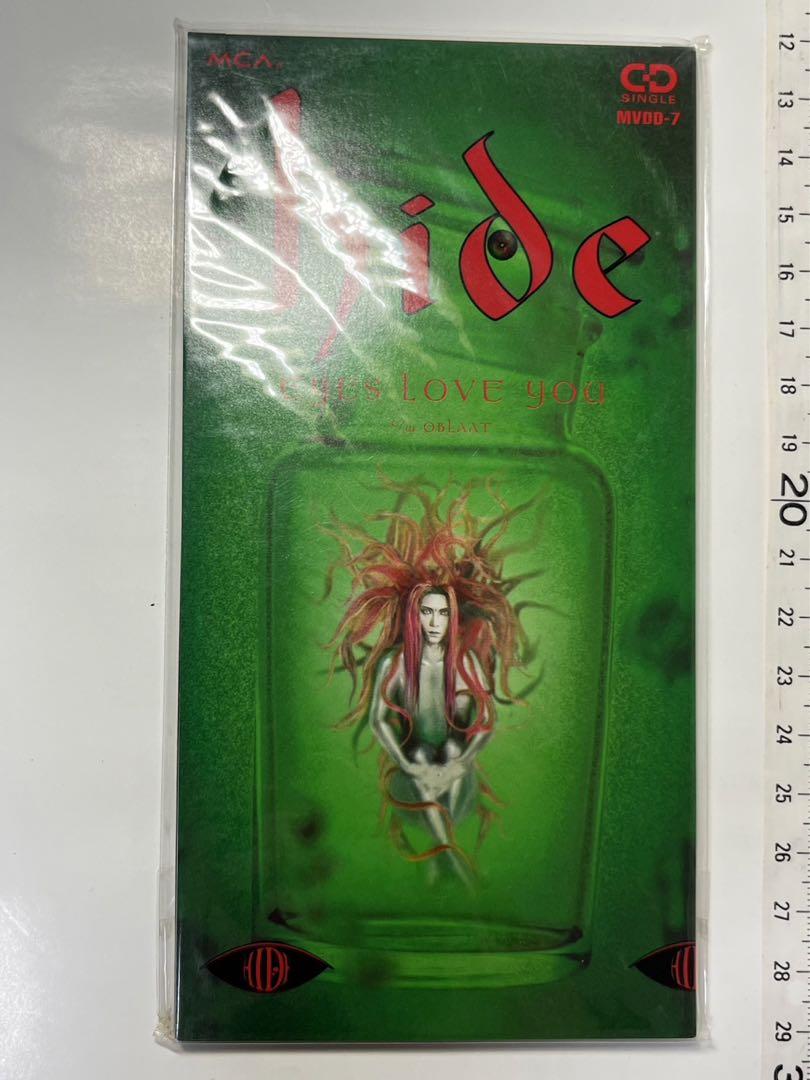 MCA
CD
SINGLE
MVDD-7
hide
EYES LOVE YOU
C/W OBLAAT
HIDE
12
13
14
15
16
17
18
19
20
21
22
23
24
25
26
27
28
29